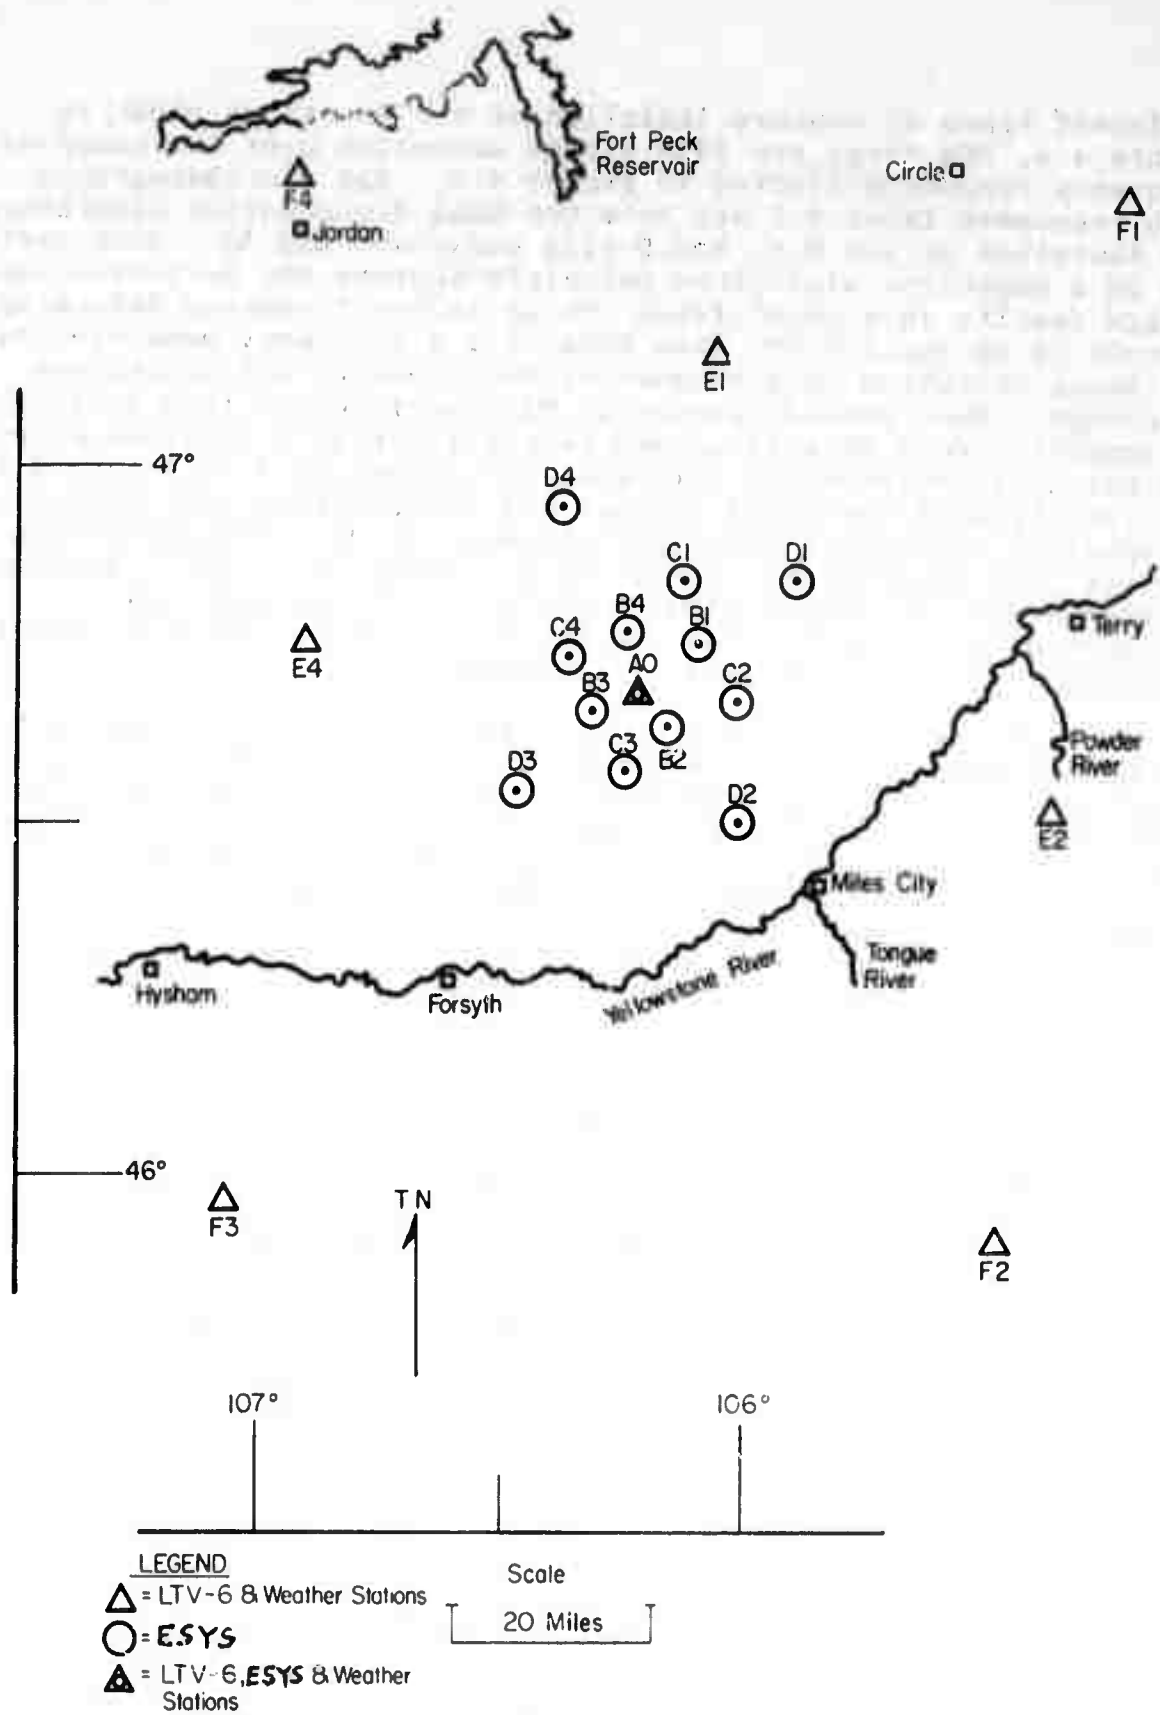 Fort Peck
Reservair
Circle
F4
Jordan
F1
E1
47°
D4
C1
D1
B4
B1
Terry
C4
A0
E4
C2
B3
C3
B2
D3
Powder
River
D2
E2
Miles City
Tongue
River
Yellowstone River
Hysham
Forsyth
46°
TN
F3
F2
107°
106°
LEGEND
= LTV-6 & Weather Stations
= ESYS
= LTV-6, ESYS & Weather
Stations
Scale
20 Miles